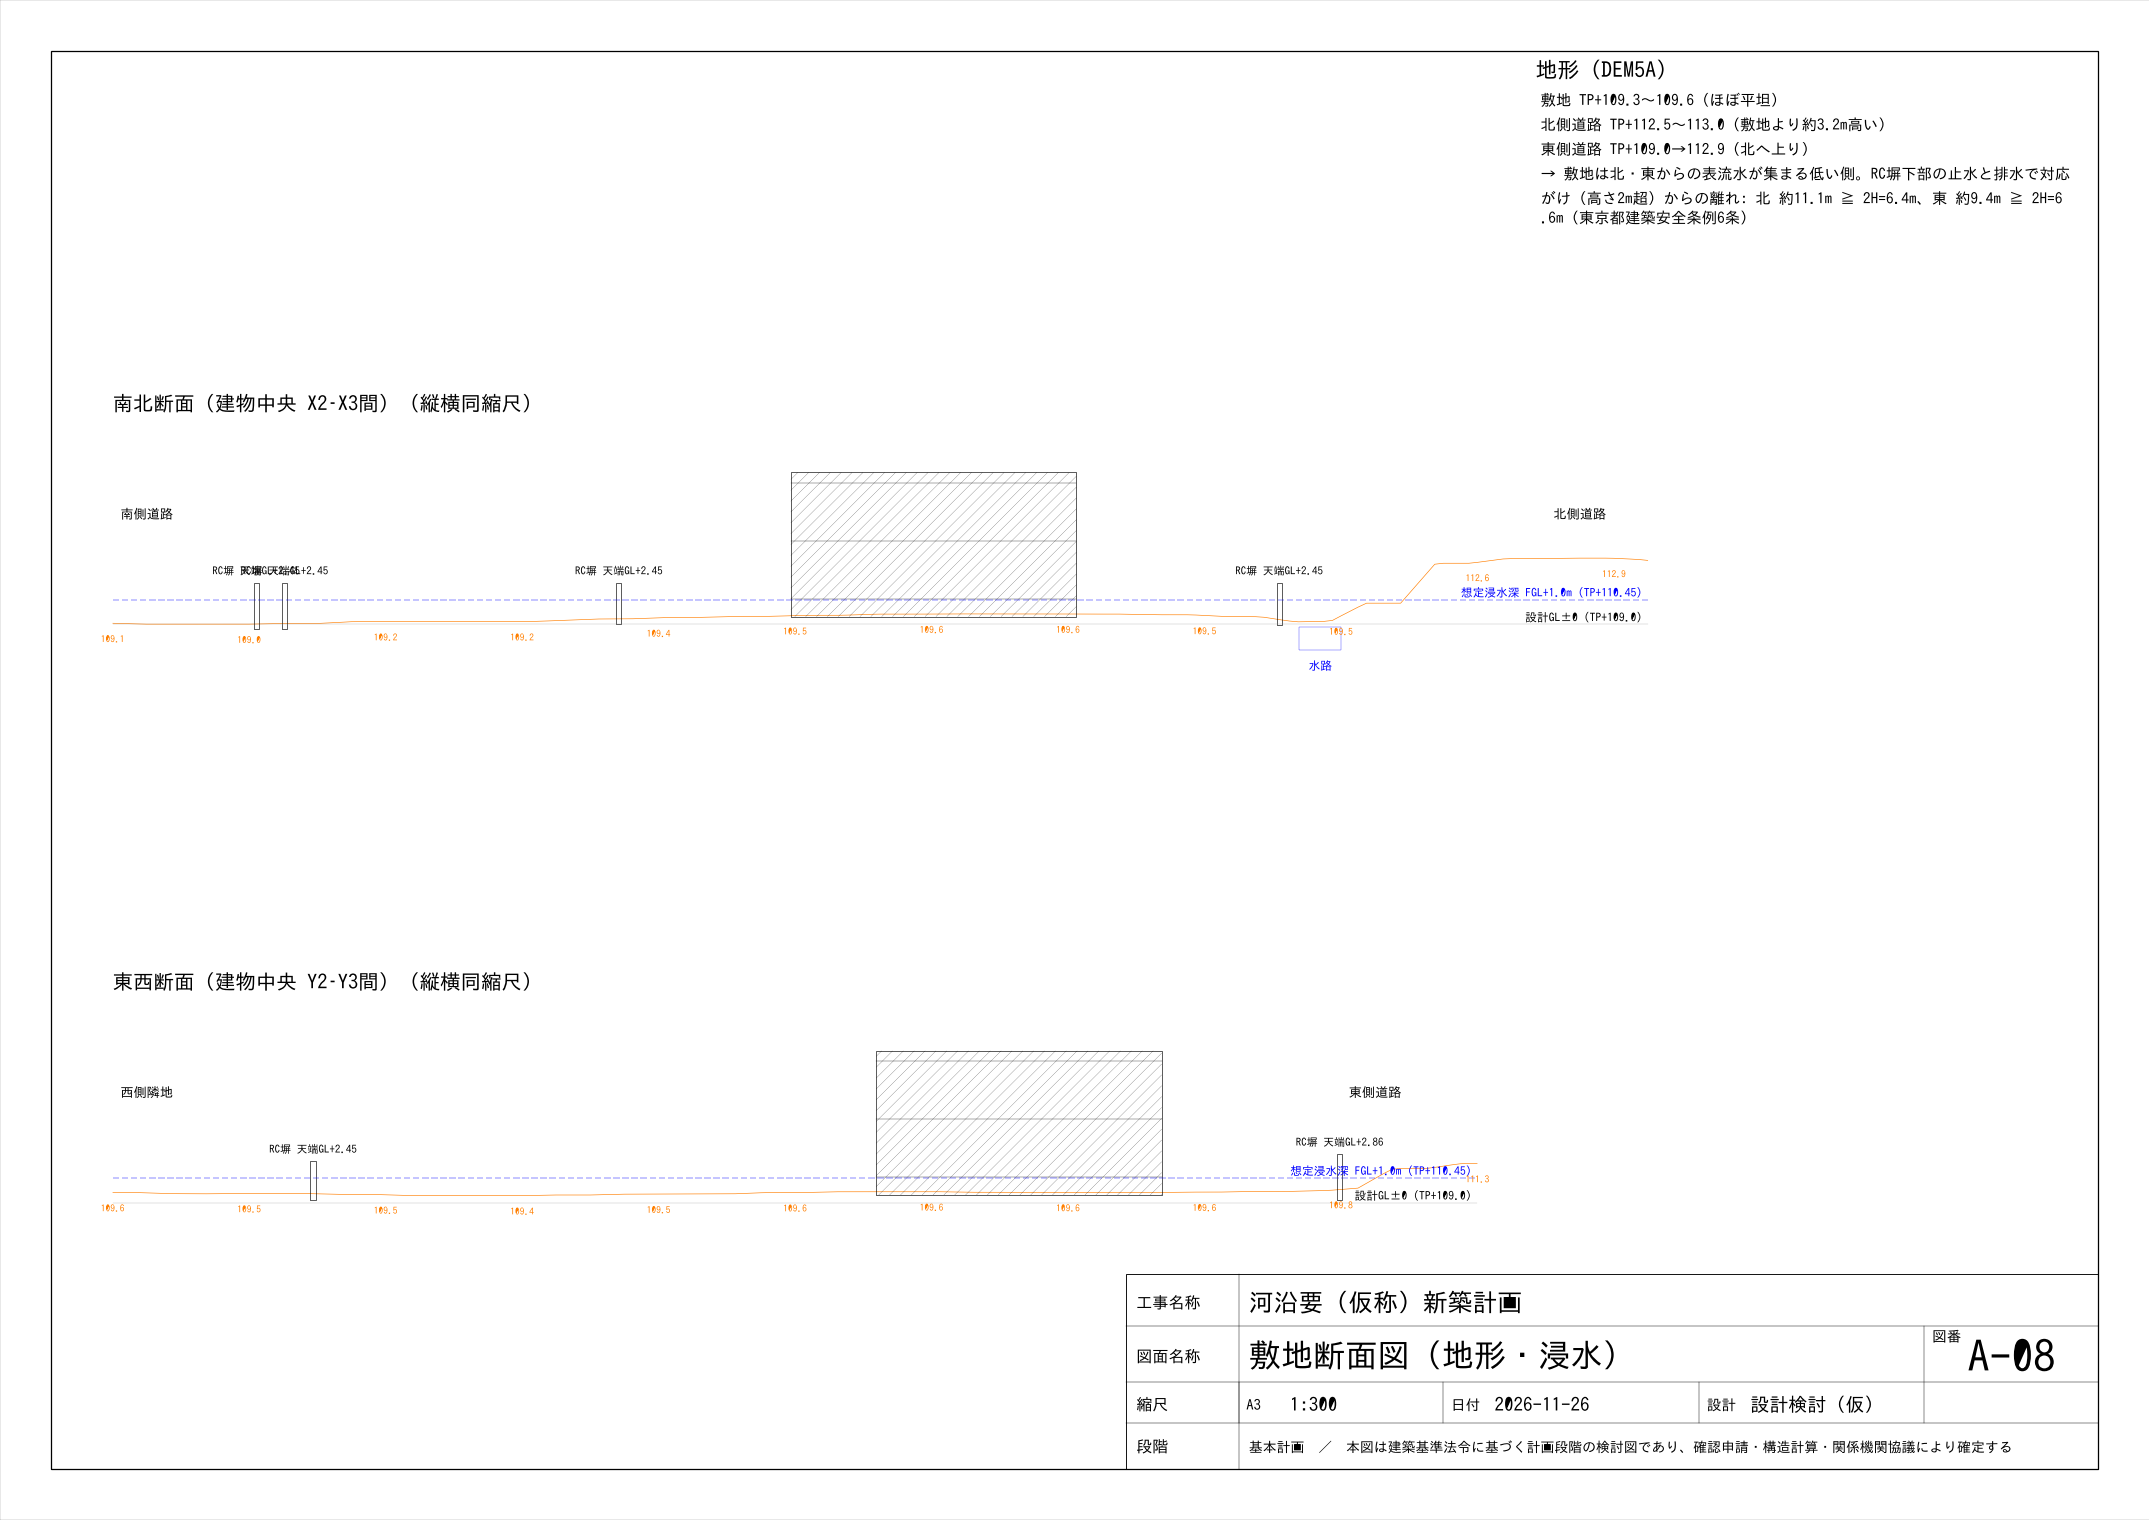 地形（DEM5A）
敷地 TP+109.3～109.6（ほぼ平坦）
北側道路 TP+112.5～113.0（敷地より約3.2m高い）
東側道路 TP+109.0→112.9（北へ上り）
→ 敷地は北・東からの表流水が集まる低い側。RC塀下部の止水と排水で対応
がけ（高さ2m超）からの離れ: 北 約11.1m ≧ 2H=6.4m、東 約9.4m ≧ 2H=6
.6m（東京都建築安全条例6条）
南北断面（建物中央 X2-X3間）（縦横同縮尺）
南側道路
北側道路
RC塀 天端GL+2.45
RC塀 天端GL+2.45
RC塀 天端GL+2.45
RC塀 天端GL+2.45
112.6
112.9
想定浸水深 FGL+1.0m（TP+110.45）
設計GL±0（TP+109.0）
109.1
109.0
109.2
109.2
109.4
109.5
109.6
109.6
109.5
109.5
水路
東西断面（建物中央 Y2-Y3間）（縦横同縮尺）
西側隣地
東側道路
RC塀 天端GL+2.45
RC塀 天端GL+2.86
想定浸水深 FGL+1.0m（TP+110.45）
111.3
設計GL±0（TP+109.0）
109.6
109.5
109.5
109.4
109.5
109.6
109.6
109.6
109.6
109.8
工事名称 河沿要（仮称）新築計画
図面名称 敷地断面図（地形・浸水）
図番 A-08
縮尺 A3 1:300 日付 2026-11-26 設計 設計検討（仮）
段階 基本計画 ／ 本図は建築基準法令に基づく計画段階の検討図であり、確認申請・構造計算・関係機関協議により確定する